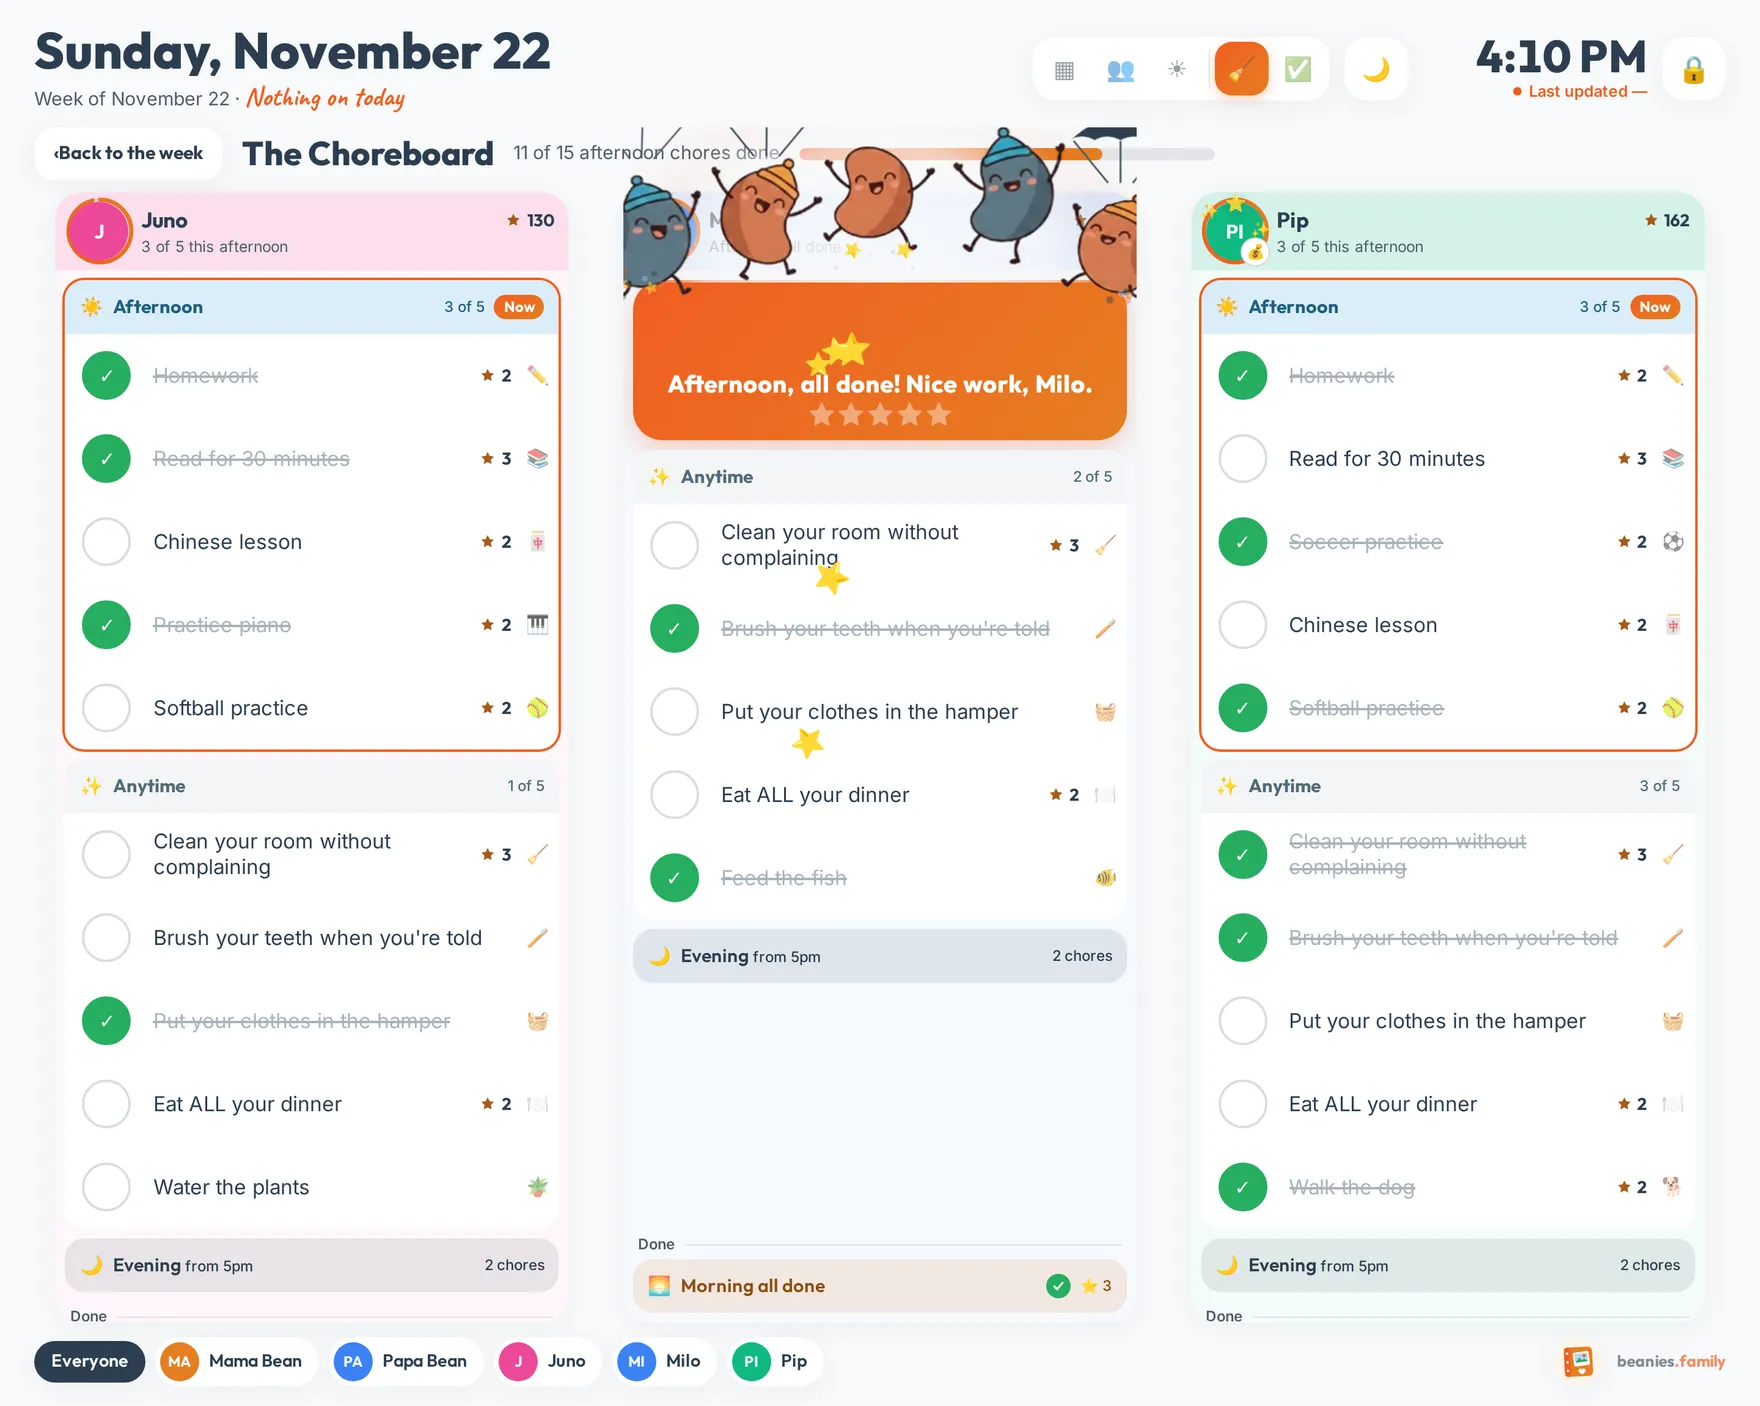 Sunday, November 22
Week of November 22 · Nothing on today
4:10 PM
Last updated —
‹Back to the week
The Choreboard
11 of 15 afternoon chores done
J
Juno
3 of 5 this afternoon
130
Afternoon
3 of 5
Now
Homework
2
Read for 30 minutes
3
Chinese lesson
2
Practice piano
2
Softball practice
2
Anytime
1 of 5
Clean your room without
complaining
3
Brush your teeth when you're told
Put your clothes in the hamper
Eat ALL your dinner
2
Water the plants
Evening from 5pm
2 chores
Done
Afternoon, all done! Nice work, Milo.
Anytime
2 of 5
Clean your room without
complaining
3
Brush your teeth when you're told
Put your clothes in the hamper
Eat ALL your dinner
2
Feed the fish
Evening from 5pm
2 chores
Done
Morning all done
3
PI
Pip
3 of 5 this afternoon
162
Afternoon
3 of 5
Now
Homework
2
Read for 30 minutes
3
Soccer practice
2
Chinese lesson
2
Softball practice
2
Anytime
3 of 5
Clean your room without
complaining
3
Brush your teeth when you're told
Put your clothes in the hamper
Eat ALL your dinner
2
Walk the dog
2
Evening from 5pm
2 chores
Done
Everyone
MA Mama Bean
PA Papa Bean
J Juno
MI Milo
PI Pip
beanies.family